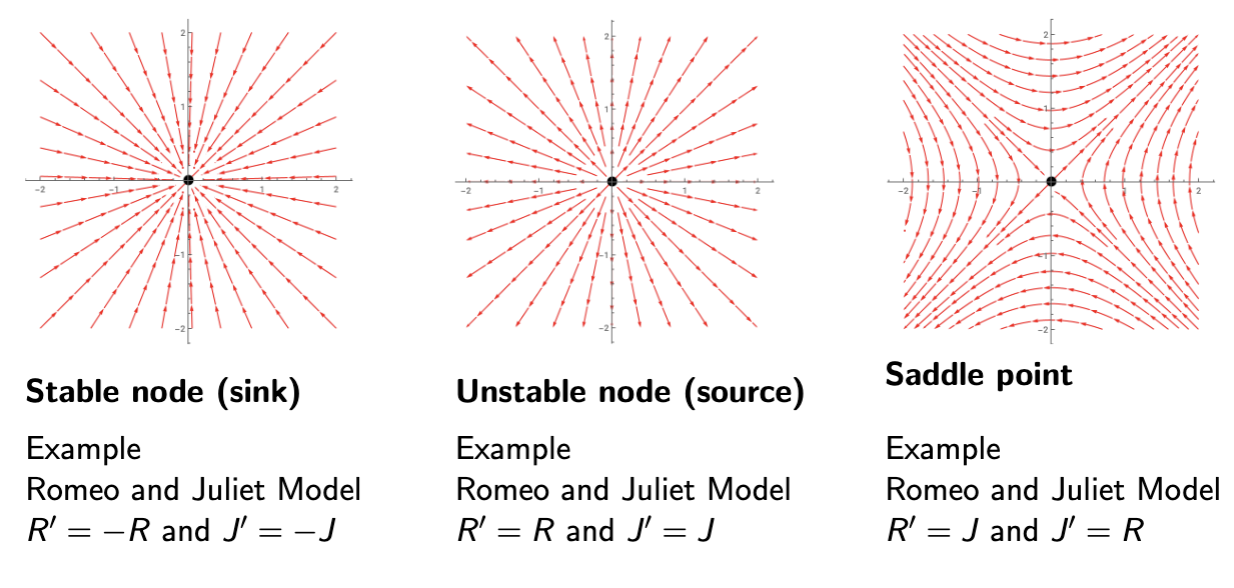 2
1
−2
−1
1
2
−1
−2
Stable node (sink)
Example
Romeo and Juliet Model
R′ = −R and J′ = −J
2
1
−2
−1
1
2
−1
−2
Unstable node (source)
Example
Romeo and Juliet Model
R′ = R and J′ = J
2
1
−2
−1
1
2
−1
−2
Saddle point
Example
Romeo and Juliet Model
R′ = J and J′ = R